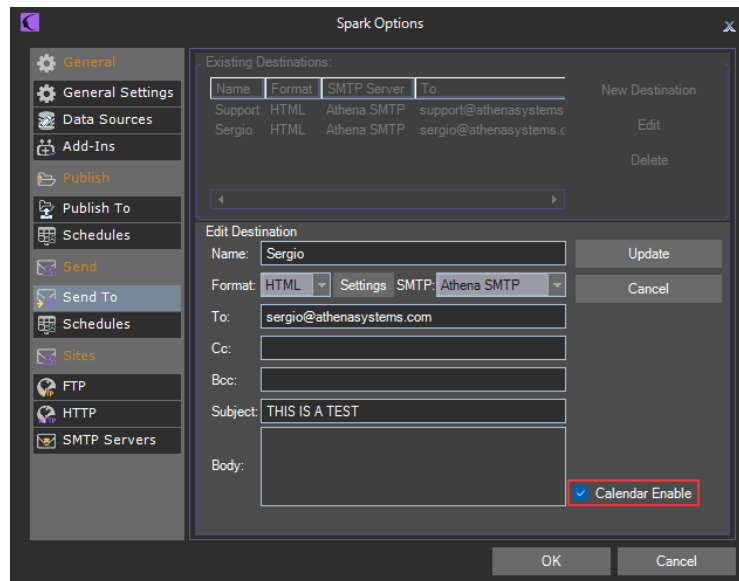 Spark Options
x
General
General Settings
Data Sources
Add-Ins
Publish
Publish To
Schedules
Send
Send To
Schedules
Sites
FTP
HTTP
SMTP Servers
Existing Destinations:
Name Format SMTP Server To
Support HTML Athena SMTP support@athenasystems
Sergio HTML Athena SMTP sergio@athenasystems.c
New Destination
Edit
Delete
Edit Destination
Name: Sergio
Update
Format: HTML Settings SMTP: Athena SMTP
Cancel
To: sergio@athenasystems.com
Cc:
Bcc:
Subject: THIS IS A TEST
Body:
Calendar Enable
OK Cancel